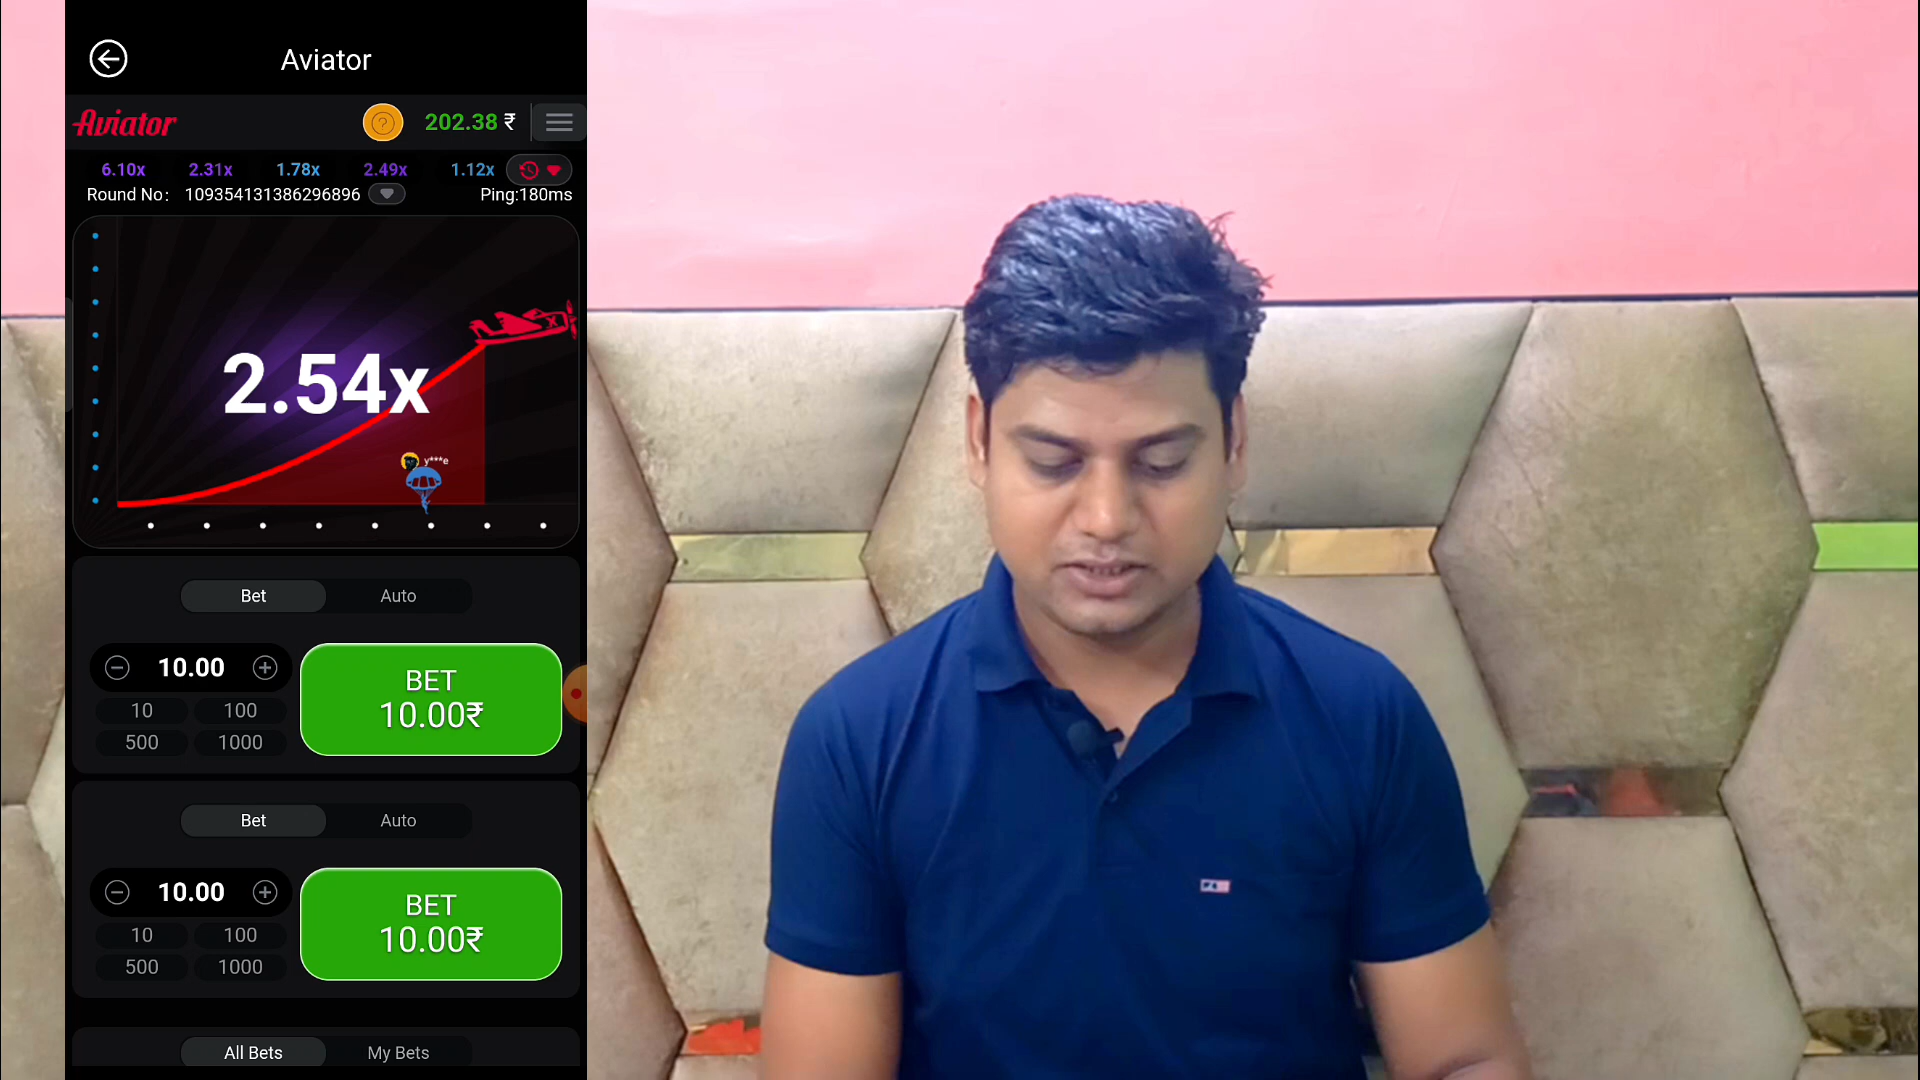 Aviator
Aviator 202.38 ₹
6.10x 2.31x 1.78x 2.49x 1.12x
Round No: 109354131386296896 Ping:180ms
2.54x
y***e
Bet Auto
10.00
BET
10.00₹
10 100
500 1000
Bet Auto
10.00
BET
10.00₹
10 100
500 1000
All Bets My Bets